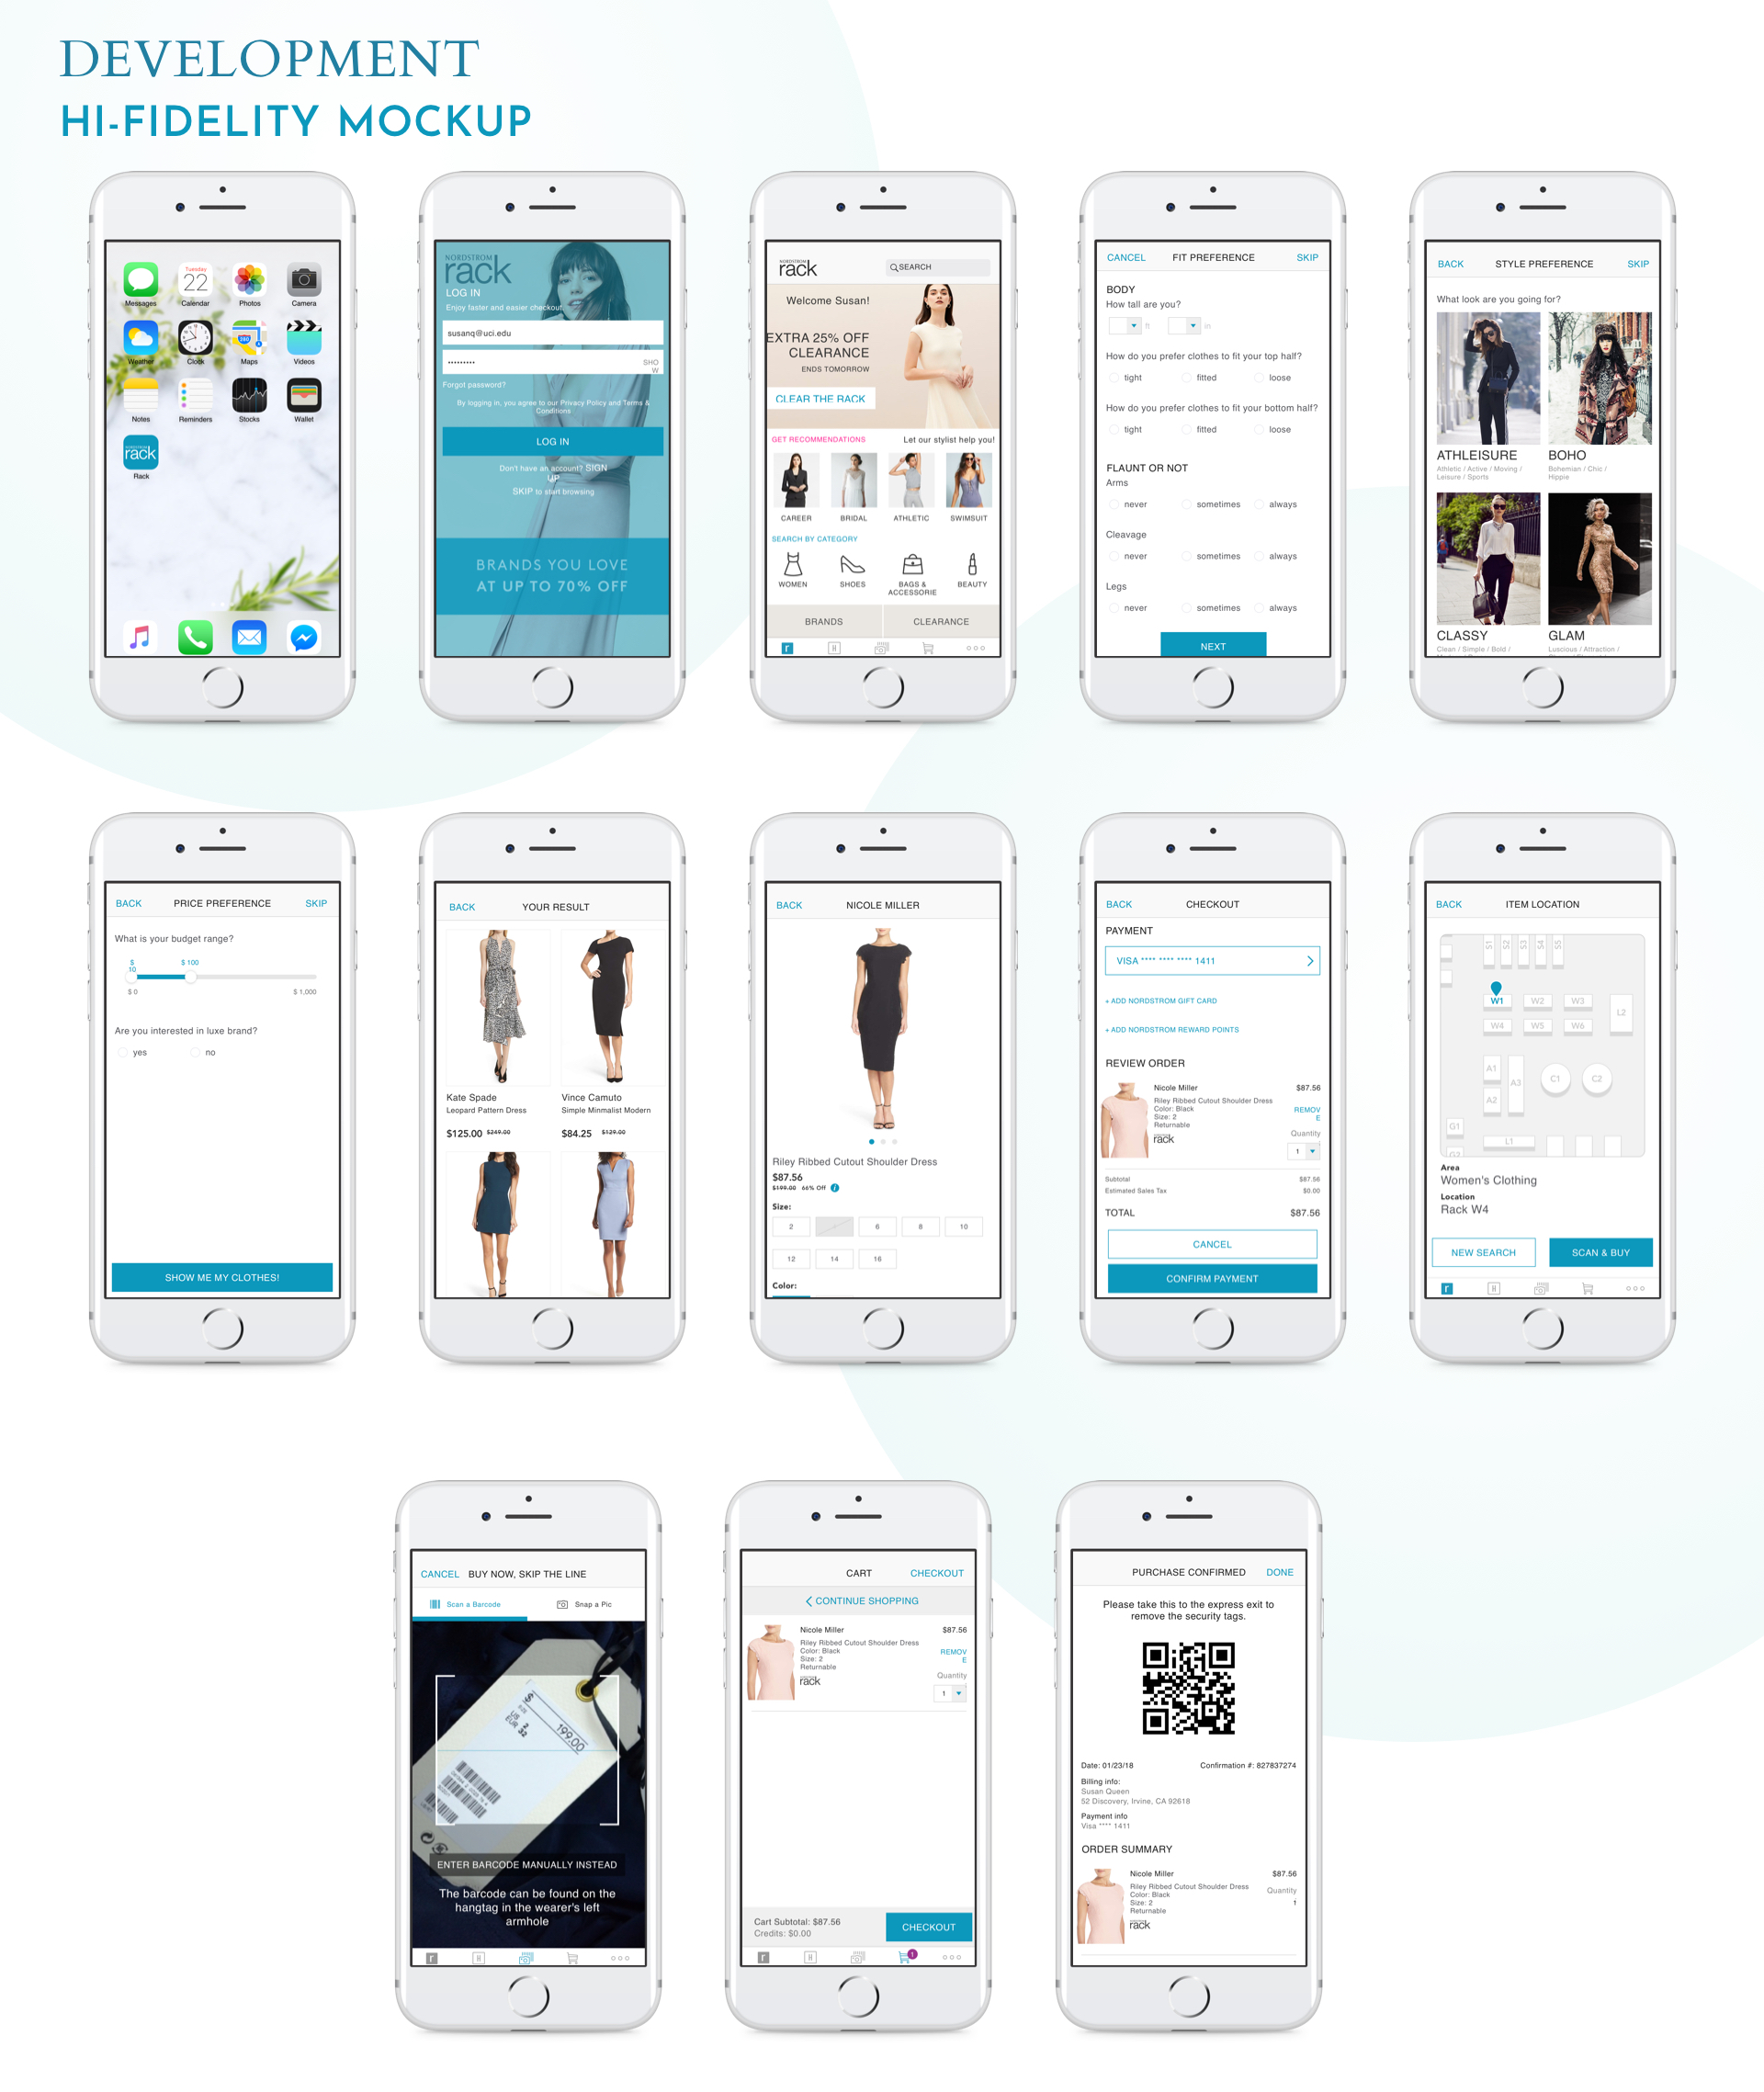 DEVELOPMENT
HI-FIDELITY MOCKUP
Messages
Tuesday
22
Calendar
Photos
Camera
Weather
Clock
280
Maps
Videos
Notes
Reminders
Stocks
Wallet
rack
Rack
NORDSTROM
rack
LOG IN
Enjoy faster and easier checkout.
susanq@uci.edu
•••••••••
SHO
W
Forgot password?
By logging in, you agree to our Privacy Policy and Terms &
Conditions
LOG IN
Don't have an account? SIGN
UP
SKIP to start browsing
BRANDS YOU LOVE
AT UP TO 70% OFF
NORDSTROM
rack
SEARCH
Welcome Susan!
EXTRA 25% OFF
CLEARANCE
ENDS TOMORROW
CLEAR THE RACK
GET RECOMMENDATIONS
Let our stylist help you!
CAREER
BRIDAL
ATHLETIC
SWIMSUIT
SEARCH BY CATEGORY
WOMEN
SHOES
BAGS &
ACCESSORIE
BEAUTY
BRANDS
CLEARANCE
r
H
CANCEL
FIT PREFERENCE
SKIP
BODY
How tall are you?
ft
in
How do you prefer clothes to fit your top half?
tight
fitted
loose
How do you prefer clothes to fit your bottom half?
tight
fitted
loose
FLAUNT OR NOT
Arms
never
sometimes
always
Cleavage
never
sometimes
always
Legs
never
sometimes
always
NEXT
BACK
STYLE PREFERENCE
SKIP
What look are you going for?
ATHLEISURE
Athletic / Active / Moving /
Leisure / Sports
BOHO
Bohemian / Chic /
Hippie
CLASSY
Clean / Simple / Bold /
GLAM
Luscious / Attraction /
BACK
PRICE PREFERENCE
SKIP
What is your budget range?
$
10
$ 100
$ 0
$ 1,000
Are you interested in luxe brand?
yes
no
SHOW ME MY CLOTHES!
BACK
YOUR RESULT
Kate Spade
Leopard Pattern Dress
$125.00 $249.00
Vince Camuto
Simple Minmalist Modern
$84.25 $129.00
BACK
NICOLE MILLER
Riley Ribbed Cutout Shoulder Dress
$87.56
$199.00 66% Off i
Size:
2
6
8
10
12
14
16
Color:
BACK
CHECKOUT
PAYMENT
VISA **** **** **** 1411
+ ADD NORDSTROM GIFT CARD
+ ADD NORDSTROM REWARD POINTS
REVIEW ORDER
Nicole Miller
$87.56
Riley Ribbed Cutout Shoulder Dress
Color: Black
Size: 2
Returnable
rack
REMOV
E
Quantity
1
Subtotal
$87.56
Estimated Sales Tax
$0.00
TOTAL
$87.56
CANCEL
CONFIRM PAYMENT
BACK
ITEM LOCATION
S1
S2
S3
S4
S5
W1
W2
W3
L2
W4
W5
W6
A1
A3
C1
C2
A2
G1
L1
G2
Area
Women's Clothing
Location
Rack W4
NEW SEARCH
SCAN & BUY
r
H
CANCEL
BUY NOW, SKIP THE LINE
Scan a Barcode
Snap a Pic
$
199.00
US 2
EUR 32
ENTER BARCODE MANUALLY INSTEAD
The barcode can be found on the
hangtag in the wearer's left
armhole
r
H
CART
CHECKOUT
CONTINUE SHOPPING
Nicole Miller
$87.56
Riley Ribbed Cutout Shoulder Dress
Color: Black
Size: 2
Returnable
rack
REMOV
E
Quantity
1
Cart Subtotal: $87.56
Credits: $0.00
CHECKOUT
r
H
1
PURCHASE CONFIRMED
DONE
Please take this to the express exit to
remove the security tags.
Date: 01/23/18
Confirmation #: 827837274
Billing info:
Susan Queen
52 Discovery, Irvine, CA 92618
Payment info
Visa **** 1411
ORDER SUMMARY
Nicole Miller
$87.56
Riley Ribbed Cutout Shoulder Dress
Color: Black
Size: 2
Returnable
rack
Quantity
1